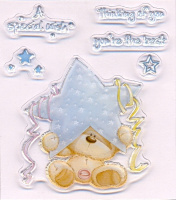 Thinking of you
A
Special wish
you're the best